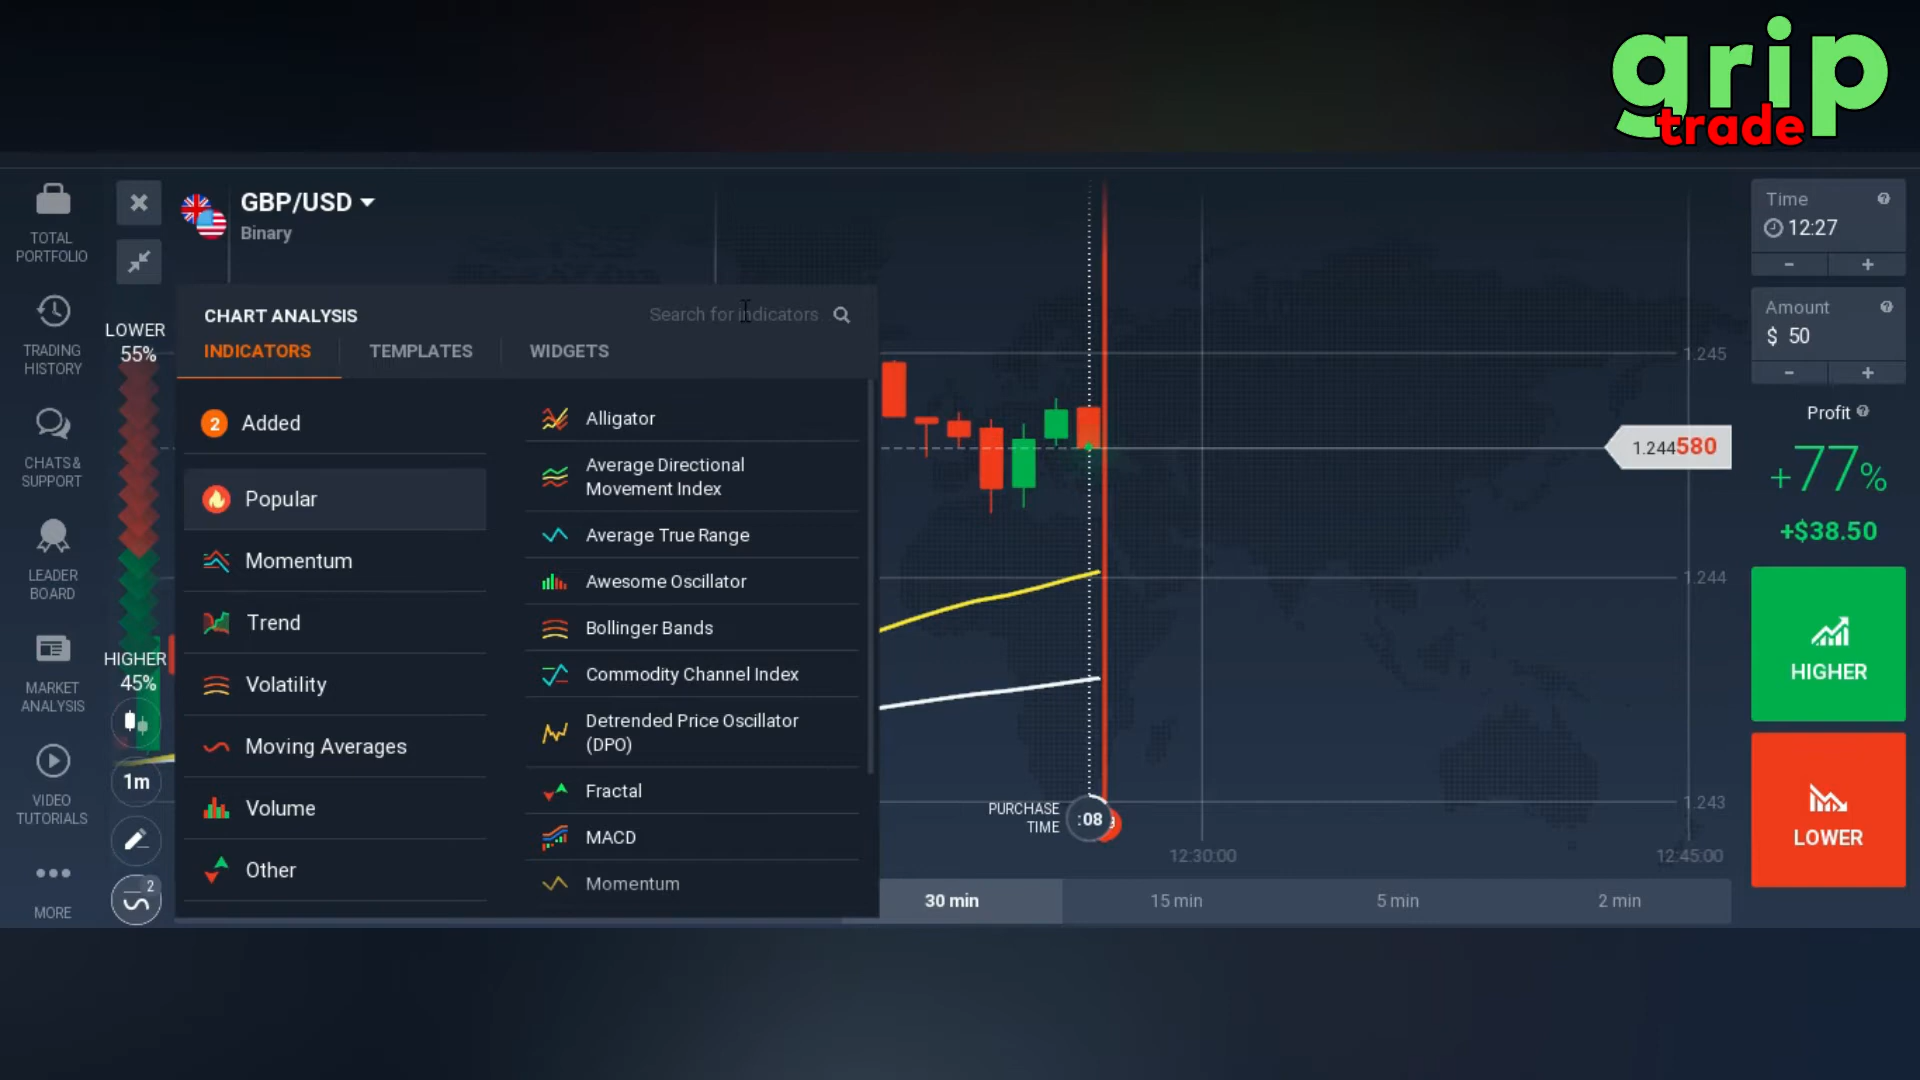 grip
trade
TOTAL
PORTFOLIO
TRADING
HISTORY
CHATS &
SUPPORT
LEADER
BOARD
MARKET
ANALYSIS
VIDEO
TUTORIALS
MORE
GBP/USD
Binary
LOWER
55%
HIGHER
45%
1m
2
CHART ANALYSIS
Search for indicators
INDICATORS
TEMPLATES
WIDGETS
2 Added
Popular
Momentum
Trend
Volatility
Moving Averages
Volume
Other
Alligator
Average Directional
Movement Index
Average True Range
Awesome Oscillator
Bollinger Bands
Commodity Channel Index
Detrended Price Oscillator
(DPO)
Fractal
MACD
Momentum
1.245
1.244580
1.244
1.243
PURCHASE
TIME
:08
12:30:00
12:45:00
30 min
15 min
5 min
2 min
Time
12:27
- +
Amount
$ 50
- +
Profit
+77%
+$38.50
HIGHER
LOWER